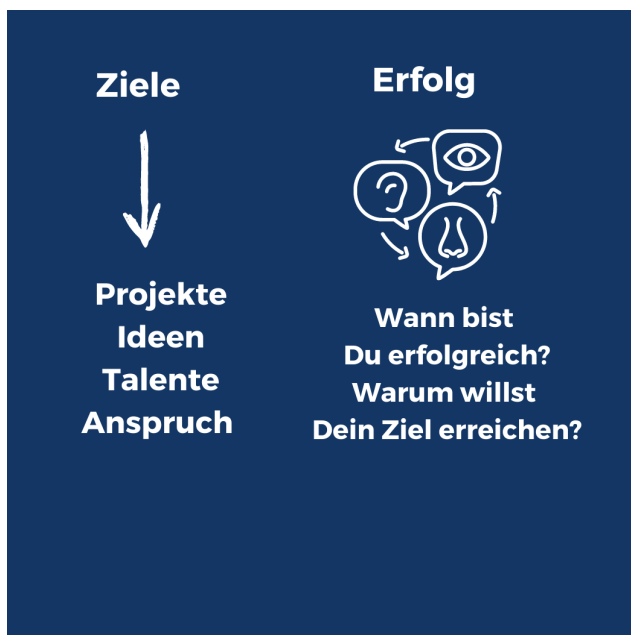 Ziele
Projekte
Ideen
Talente
Anspruch
Erfolg
Wann bist
Du erfolgreich?
Warum willst
Dein Ziel erreichen?